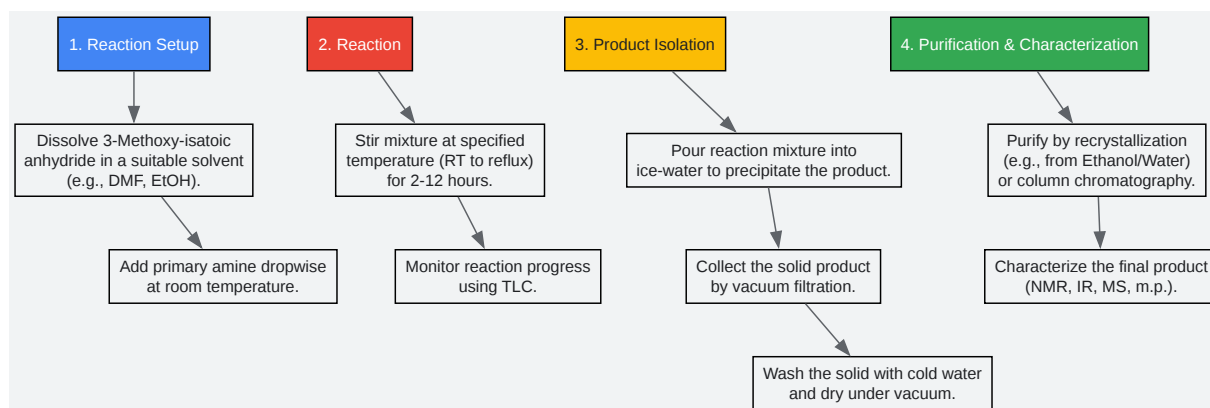 1. Reaction Setup
Dissolve 3-Methoxy-isatoic
anhydride in a suitable solvent
(e.g., DMF, EtOH).
Add primary amine dropwise
at room temperature.
2. Reaction
Stir mixture at specified
temperature (RT to reflux)
for 2-12 hours.
Monitor reaction progress
using TLC.
3. Product Isolation
Pour reaction mixture into
ice-water to precipitate the product.
Collect the solid product
by vacuum filtration.
Wash the solid with cold water
and dry under vacuum.
4. Purification & Characterization
Purify by recrystallization
(e.g., from Ethanol/Water)
or column chromatography.
Characterize the final product
(NMR, IR, MS, m.p.).